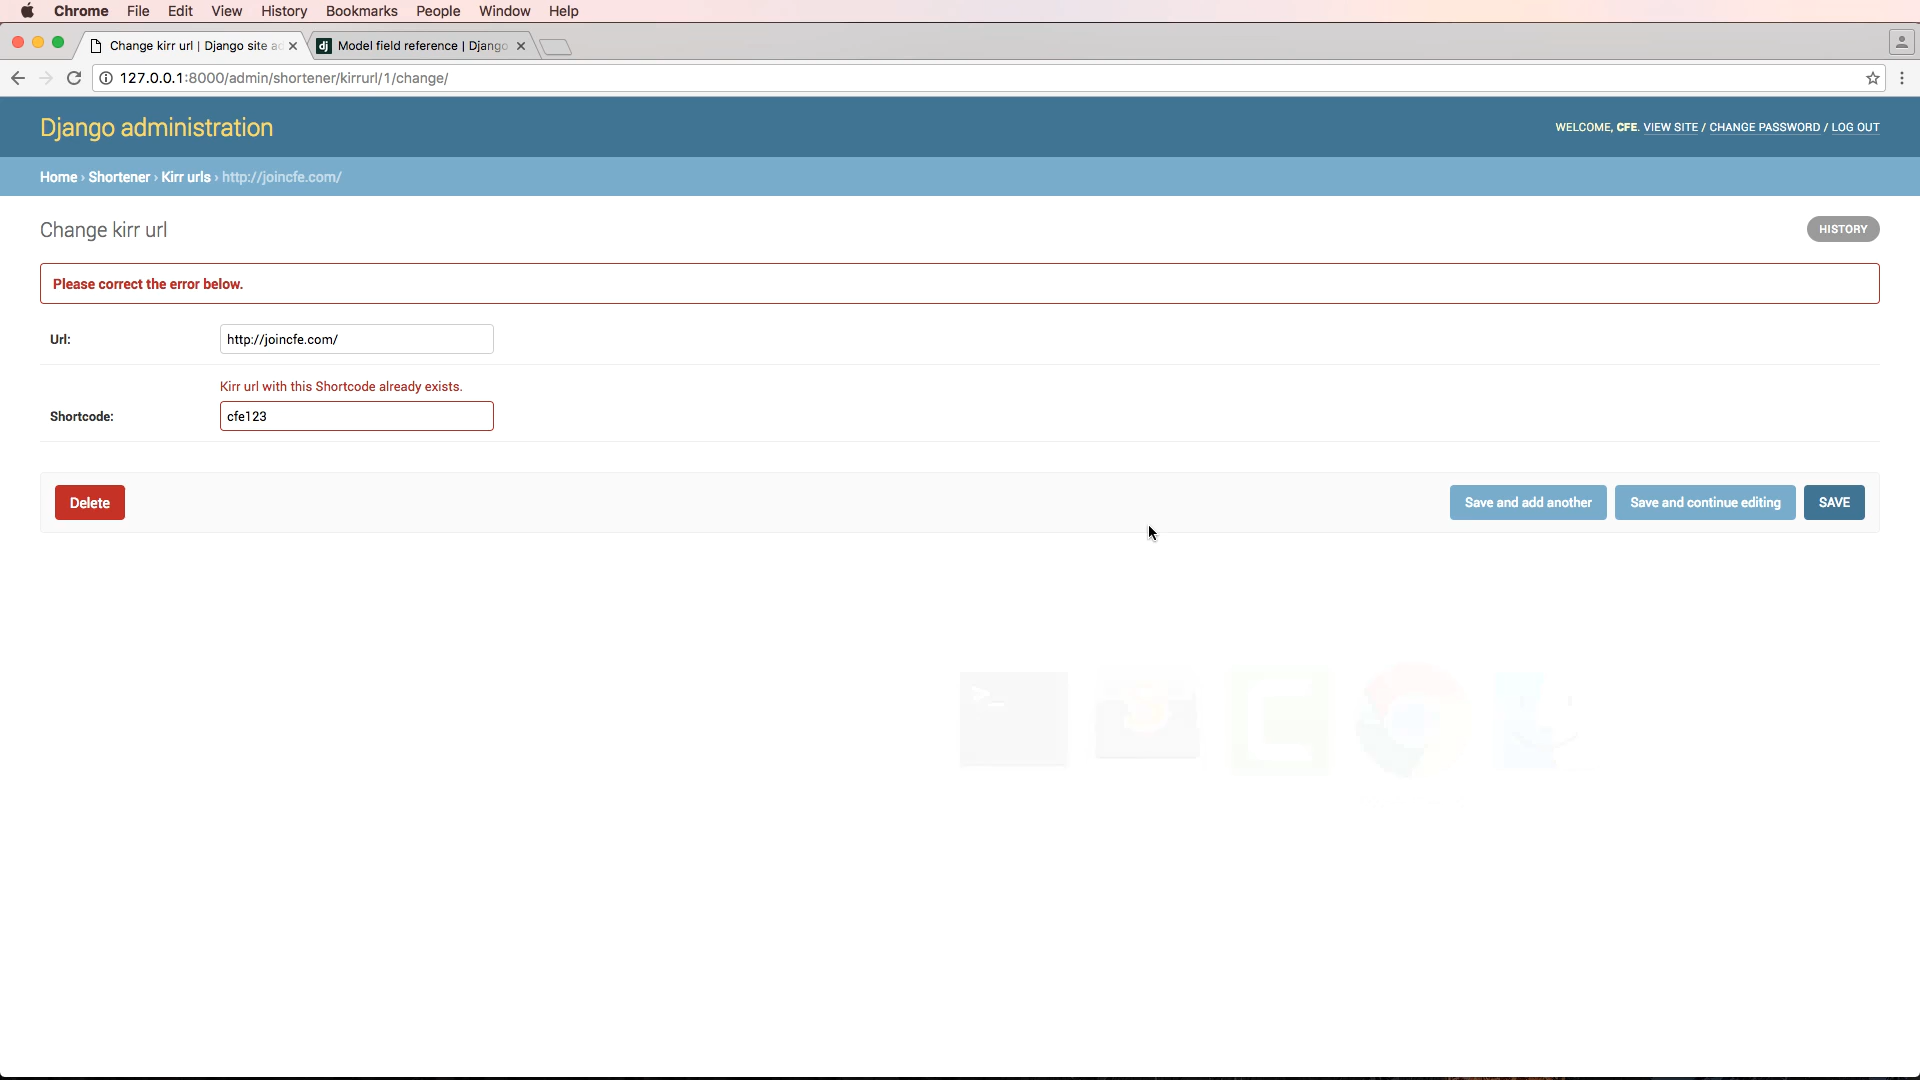 Chrome File Edit View History Bookmarks People Window Help
Change kirr url | Django site ad
Model field reference | Django
127.0.0.1:8000/admin/shortener/kirrurl/1/change/
Django administration
WELCOME, CFE. VIEW SITE / CHANGE PASSWORD / LOG OUT
Home › Shortener › Kirr urls › http://joincfe.com/
Change kirr url
HISTORY
Please correct the error below.
Url:
http://joincfe.com/
Kirr url with this Shortcode already exists.
Shortcode:
cfe123
Delete
Save and add another
Save and continue editing
SAVE